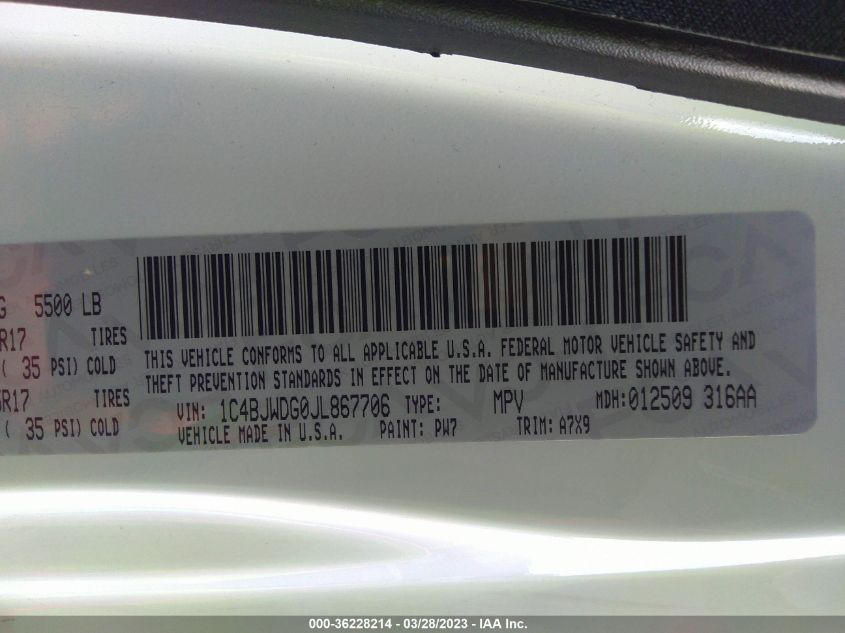 G 5500 LB
R17 TIRES
( 35 PSI) COLD
5R17 TIRES
( 35 PSI) COLD
THIS VEHICLE CONFORMS TO ALL APPLICABLE U.S.A. FEDERAL MOTOR VEHICLE SAFETY AND
THEFT PREVENTION STANDARDS IN EFFECT ON THE DATE OF MANUFACTURE SHOWN ABOVE.
VIN: 1C4BJWDG0JL867706 TYPE: MPV MDH:012509 316AA
VEHICLE MADE IN U.S.A. PAINT: PW7 TRIM: A7X9
000-36228214 - 03/28/2023 - IAA Inc.